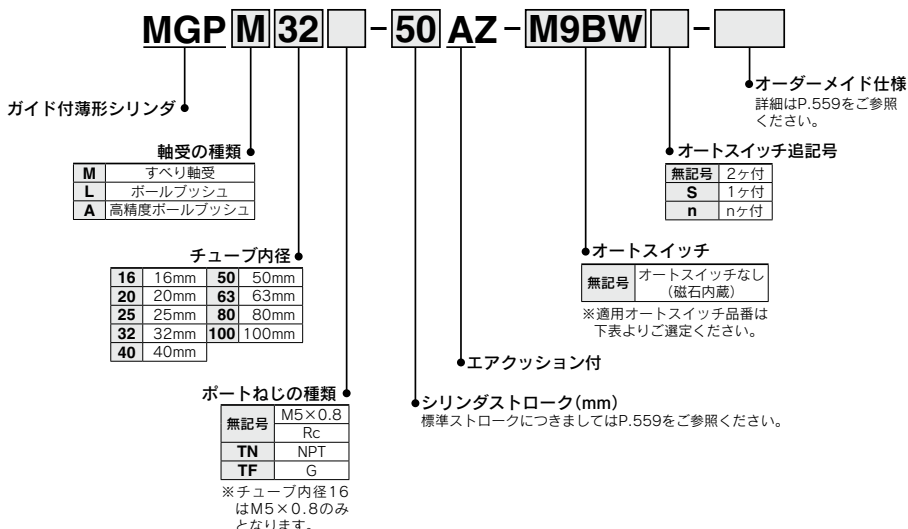 MGP M 32 - 50 AZ - M9BW -
ガイド付薄形シリンダ
オーダーメイド仕様
詳細はP.559をご参照
ください。
軸受の種類
M すべり軸受
L ボールブッシュ
A 高精度ボールブッシュ
オートスイッチ追記号
無記号 2ヶ付
S 1ヶ付
n nヶ付
チューブ内径
16 16mm 50 50mm
20 20mm 63 63mm
25 25mm 80 80mm
32 32mm 100 100mm
40 40mm
オートスイッチ
無記号 オートスイッチなし
（磁石内蔵）
※適用オートスイッチ品番は
下表よりご選定ください。
エアクッション付
ポートねじの種類
無記号 M5×0.8
Rc
TN NPT
TF G
※チューブ内径16
はM5×0.8のみ
となります。
シリンダストローク（mm）
標準ストロークにつきましてはP.559をご参照ください。